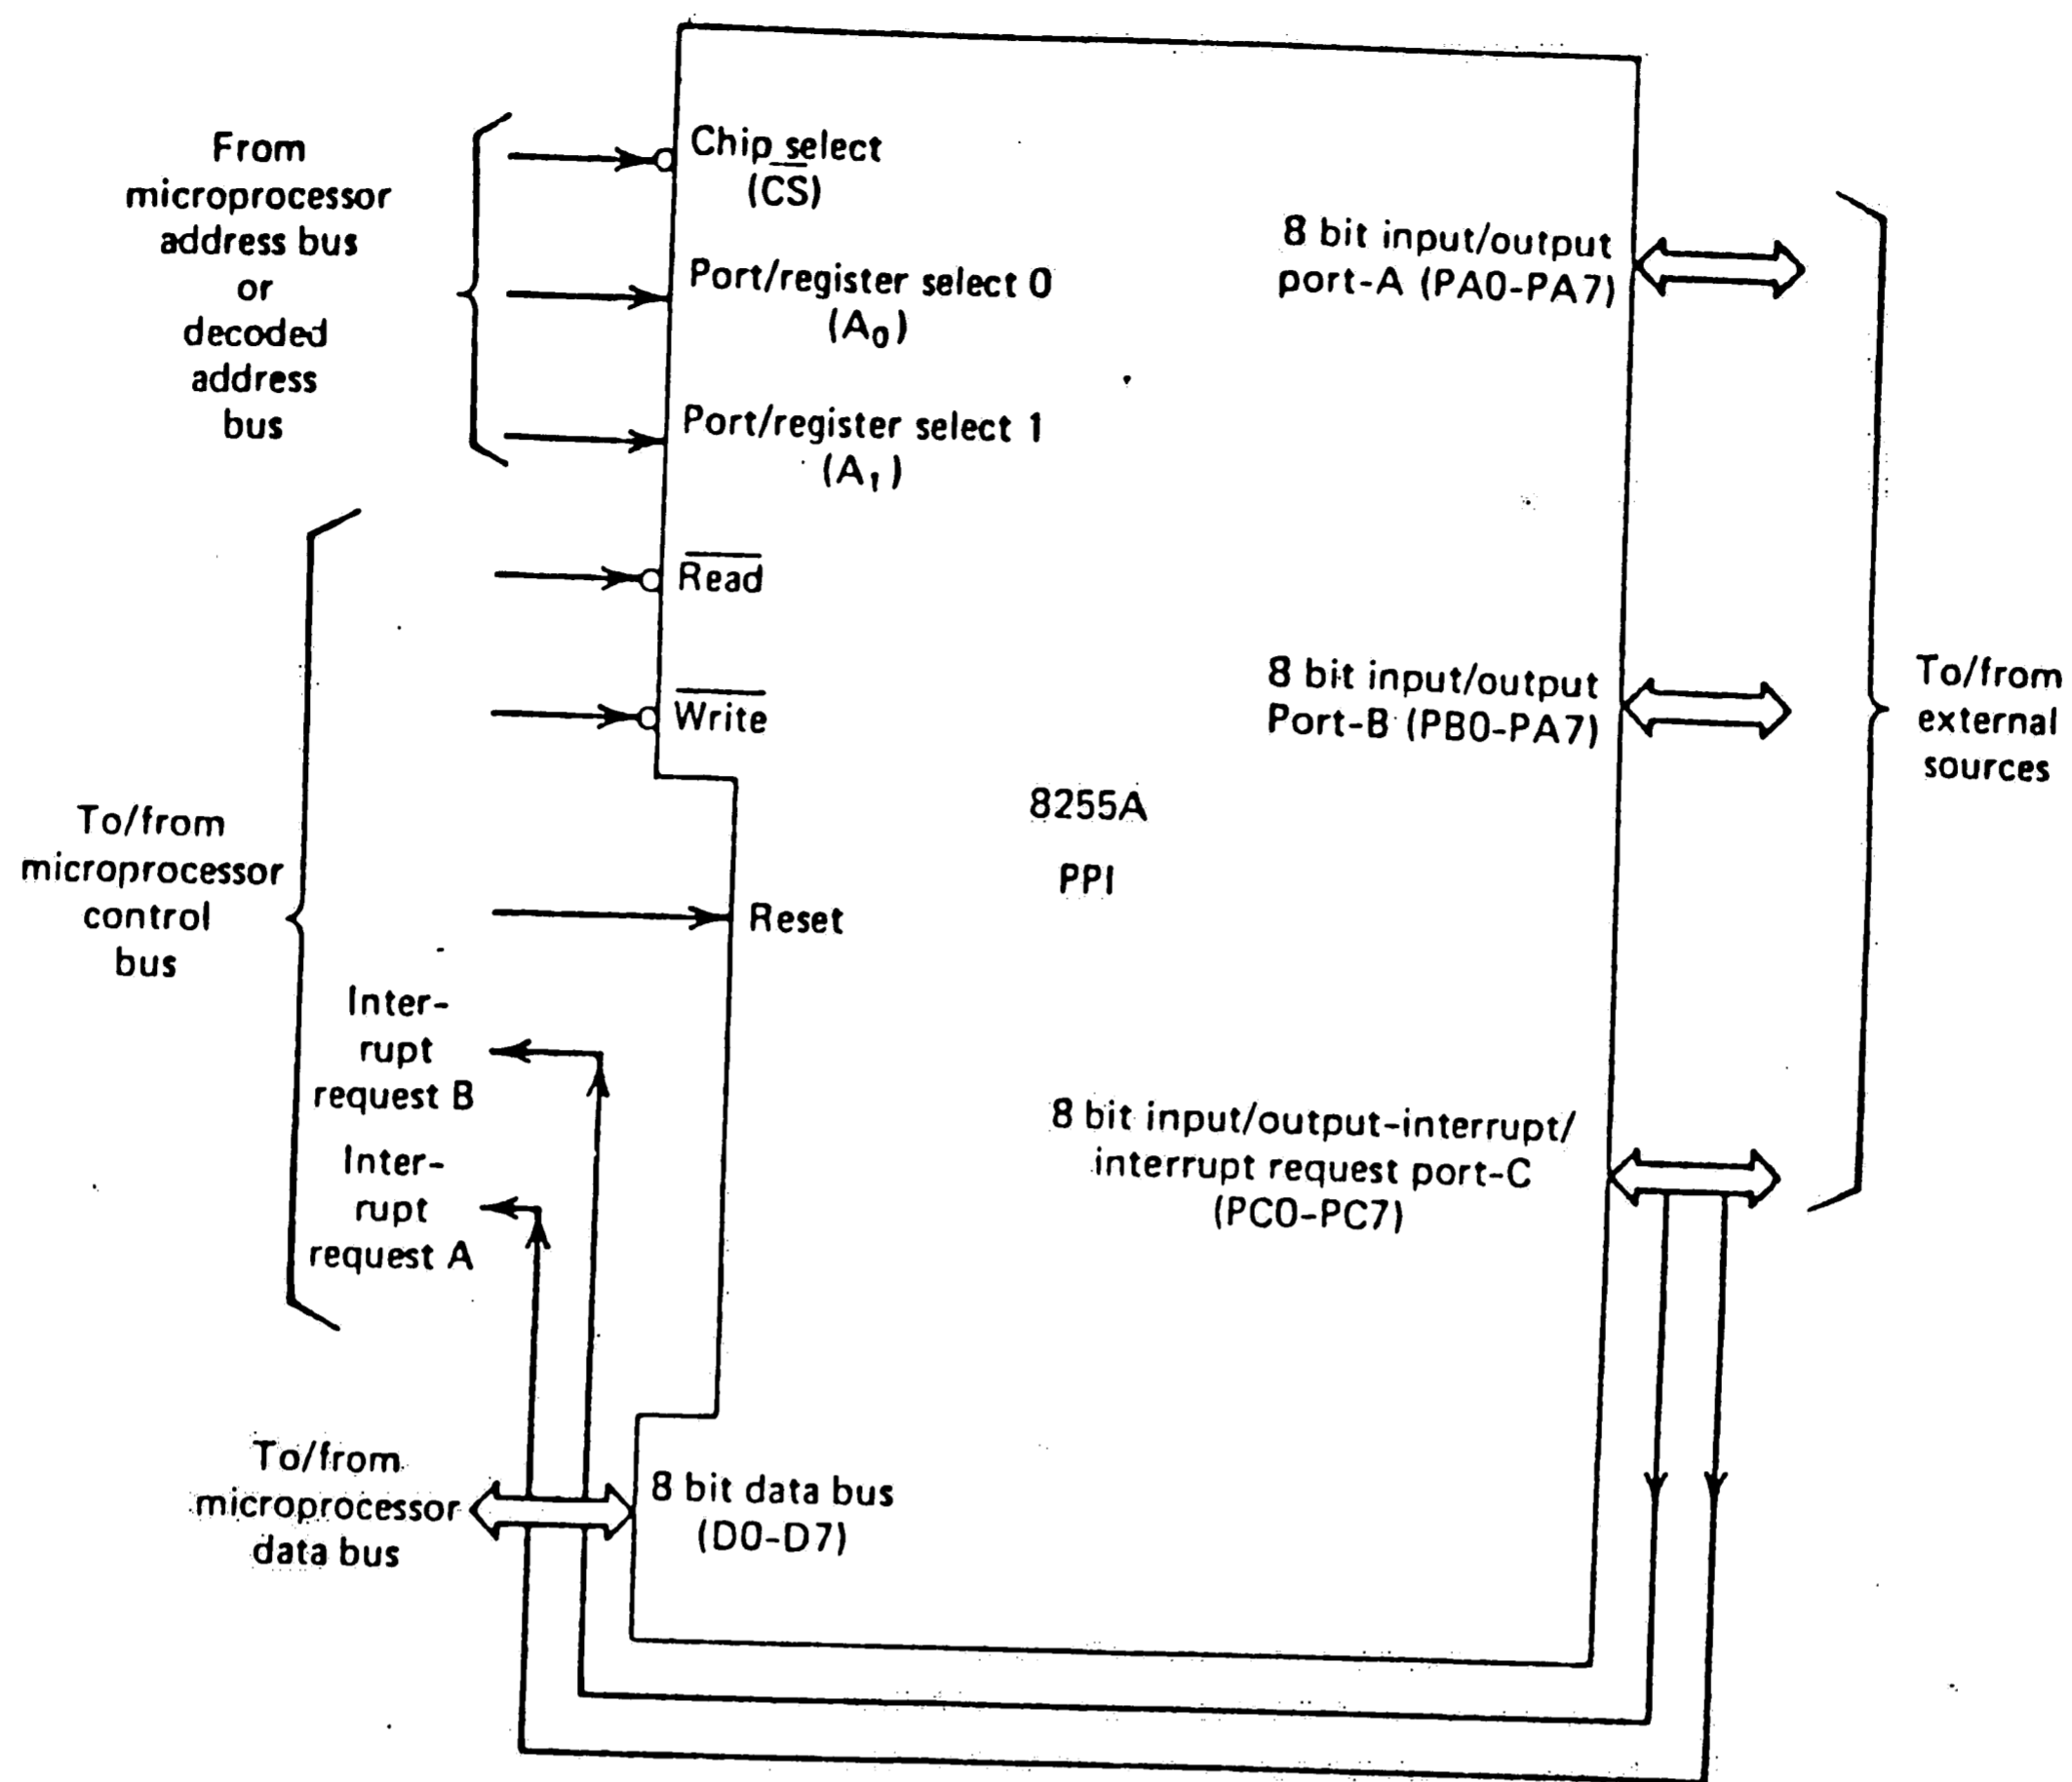 From
microprocessor
address bus
or
decoded
address
bus
Chip select
(C̅S̅)
Port/register select 0
(A₀)
Port/register select 1
(A₁)
R̅e̅a̅d̅
W̅r̅i̅t̅e̅
Reset
To/from
microprocessor
control
bus
Inter-
rupt
request B
Inter-
rupt
request A
To/from
microprocessor
data bus
8 bit data bus
(D0-D7)
8255A
PPI
8 bit input/output
port-A (PA0-PA7)
8 bit input/output
Port-B (PB0-PA7)
8 bit input/output-interrupt/
interrupt request port-C
(PC0-PC7)
To/from
external
sources